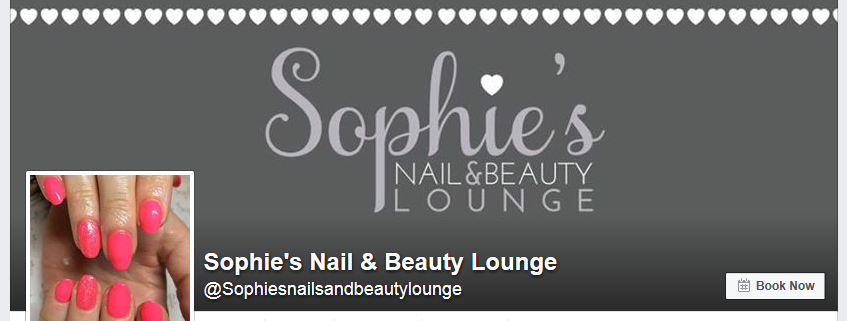 Sophie's
NAIL&BEAUTY
LOUNGE
Sophie's Nail & Beauty Lounge
@Sophiesnailsandbeautylounge
Book Now